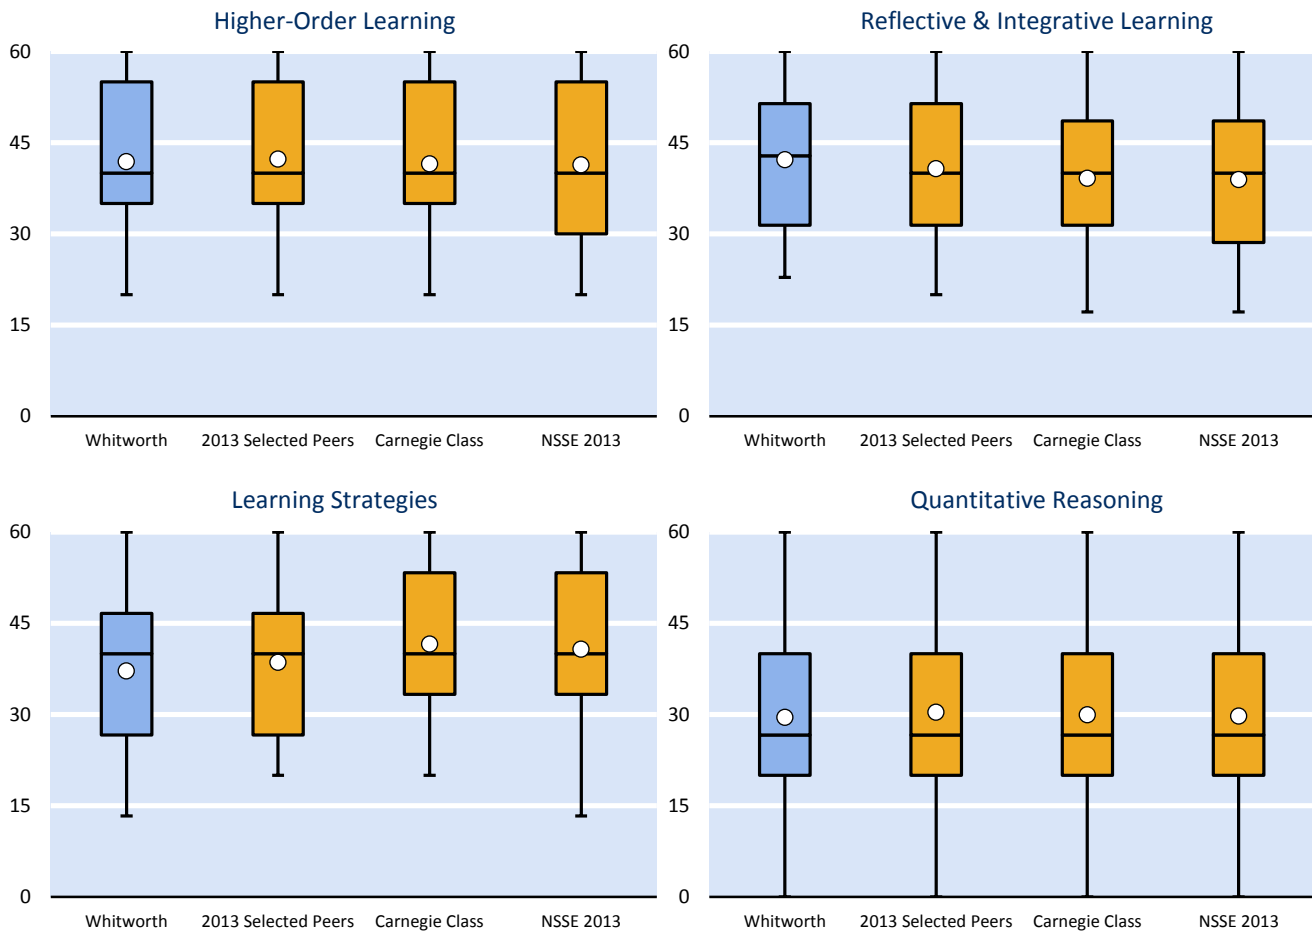 Higher-Order Learning
60
45
30
15
0
Whitworth 2013 Selected Peers Carnegie Class NSSE 2013
Reflective & Integrative Learning
60
45
30
15
0
Whitworth 2013 Selected Peers Carnegie Class NSSE 2013
Learning Strategies
60
45
30
15
0
Whitworth 2013 Selected Peers Carnegie Class NSSE 2013
Quantitative Reasoning
60
45
30
15
0
Whitworth 2013 Selected Peers Carnegie Class NSSE 2013